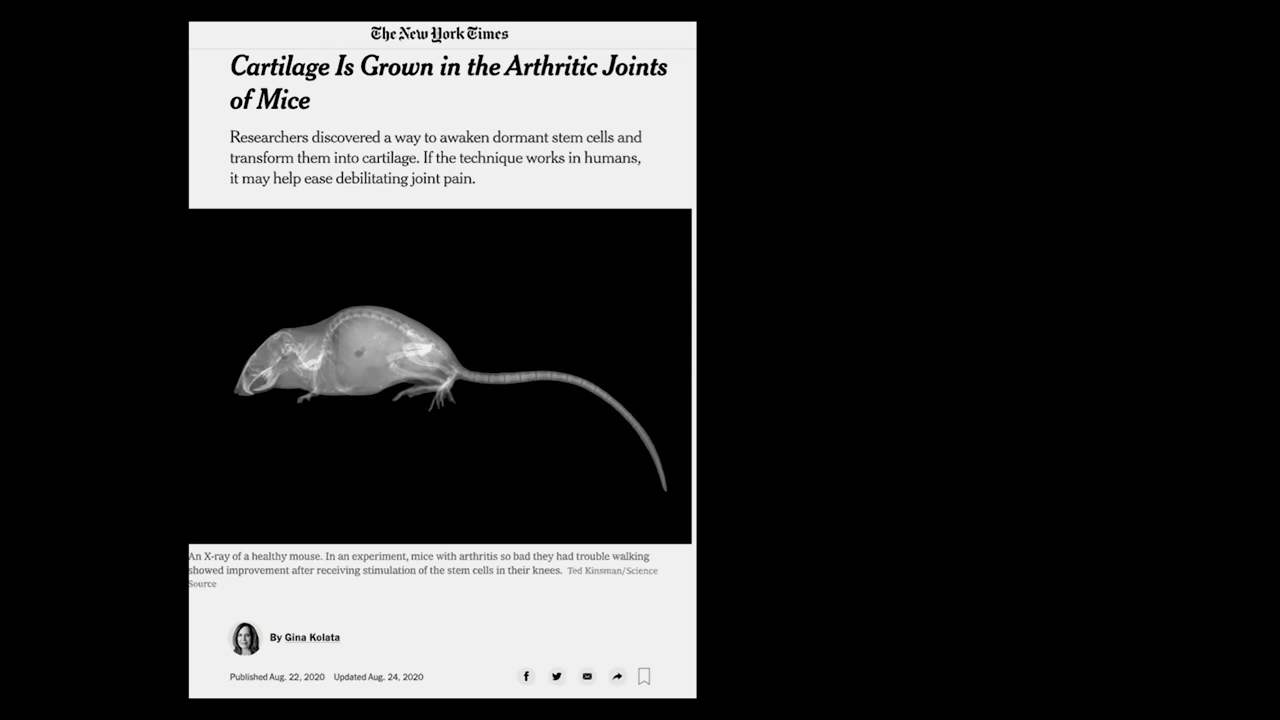 The New York Times
Cartilage Is Grown in the Arthritic Joints
of Mice
Researchers discovered a way to awaken dormant stem cells and
transform them into cartilage. If the technique works in humans,
it may help ease debilitating joint pain.
An X-ray of a healthy mouse. In an experiment, mice with arthritis so bad they had trouble walking
showed improvement after receiving stimulation of the stem cells in their knees. Ted Kinsman/Science
Source
By Gina Kolata
Published Aug. 22, 2020 Updated Aug. 24, 2020